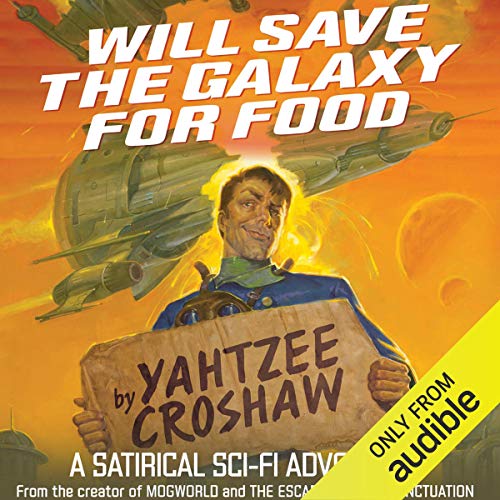 WILL SAVE
THE GALAXY
FOR FOOD
by YAHTZEE
CROSHAW
A SATIRICAL SCI-FI ADV
From the creator of MOGWORLD and THE ESCA NCTUATION
ONLY FROM
audible